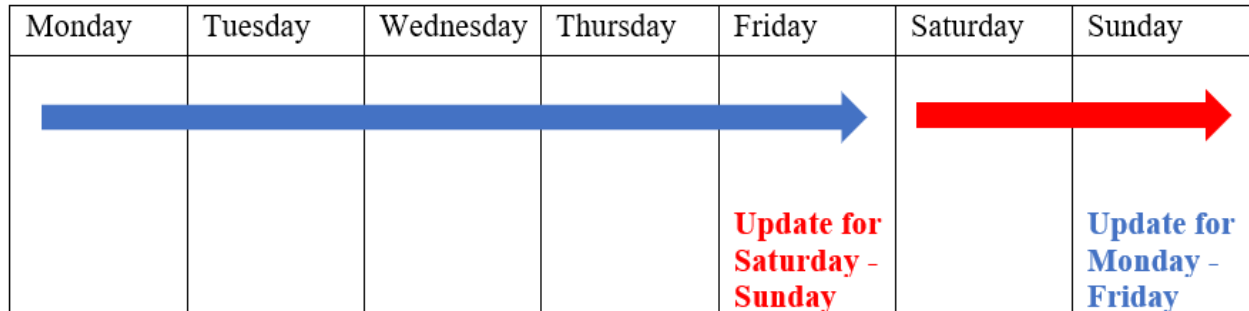 Monday Tuesday Wednesday Thursday Friday Saturday Sunday
Update for
Saturday -
Sunday
Update for
Monday -
Friday